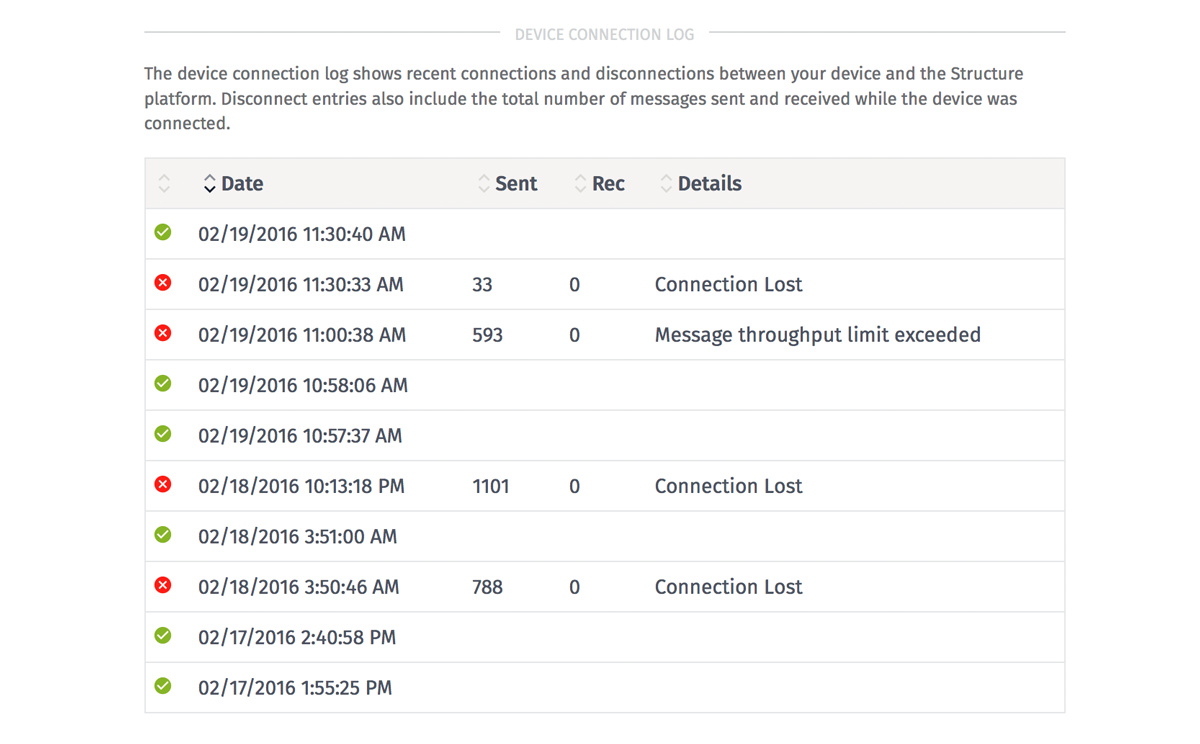 DEVICE CONNECTION LOG
The device connection log shows recent connections and disconnections between your device and the Structure
platform. Disconnect entries also include the total number of messages sent and received while the device was
connected.
Date Sent Rec Details
02/19/2016 11:30:40 AM
02/19/2016 11:30:33 AM 33 0 Connection Lost
02/19/2016 11:00:38 AM 593 0 Message throughput limit exceeded
02/19/2016 10:58:06 AM
02/19/2016 10:57:37 AM
02/18/2016 10:13:18 PM 1101 0 Connection Lost
02/18/2016 3:51:00 AM
02/18/2016 3:50:46 AM 788 0 Connection Lost
02/17/2016 2:40:58 PM
02/17/2016 1:55:25 PM